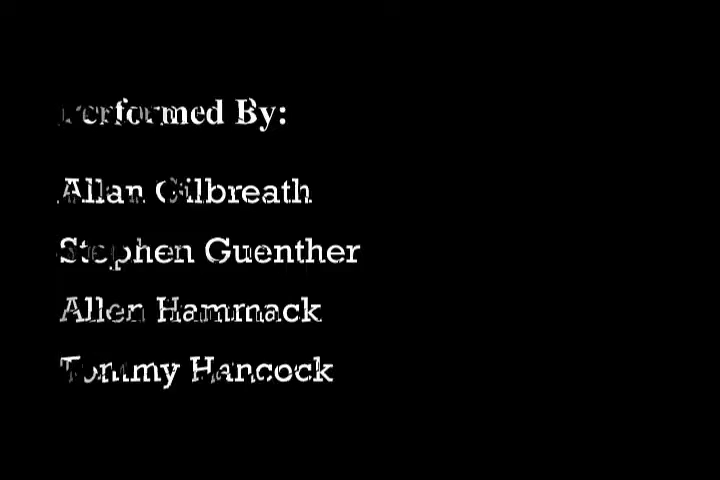 Performed By:
Allan Gilbreath
Stephen Guenther
Allen Hammack
Tommy Hancock